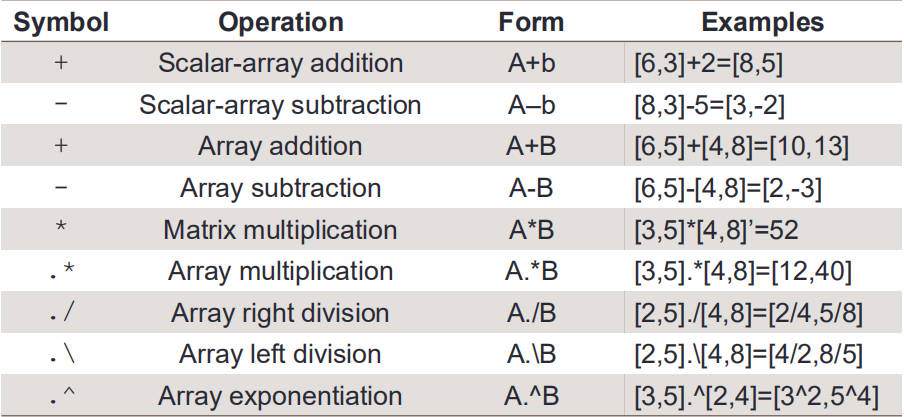 Symbol Operation Form Examples
+ Scalar-array addition A+b [6,3]+2=[8,5]
- Scalar-array subtraction A–b [8,3]-5=[3,-2]
+ Array addition A+B [6,5]+[4,8]=[10,13]
- Array subtraction A-B [6,5]-[4,8]=[2,-3]
* Matrix multiplication A*B [3,5]*[4,8]’=52
.* Array multiplication A.*B [3,5].*[4,8]=[12,40]
./ Array right division A./B [2,5]./[4,8]=[2/4,5/8]
.\ Array left division A.\B [2,5].\[4,8]=[4/2,8/5]
.^ Array exponentiation A.^B [3,5].^[2,4]=[3^2,5^4]